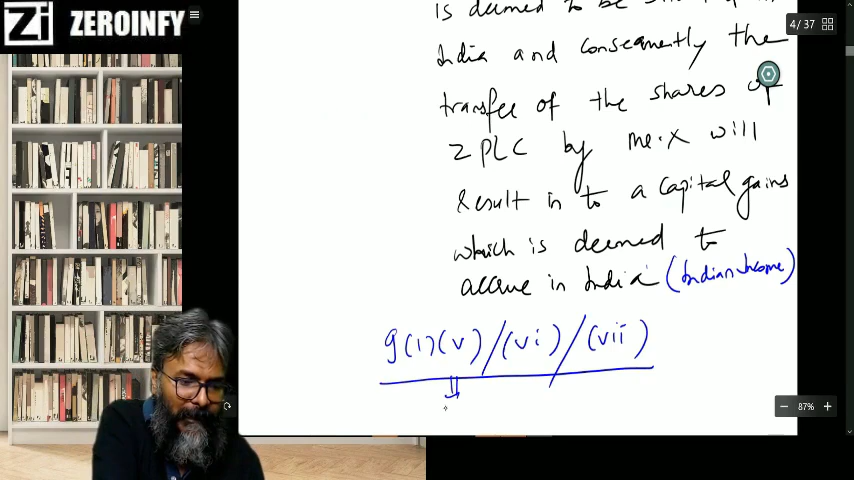 Zi ZEROINFY
4/37
is deemed to be
India and consequently the
transfer of the shares of
Z PLC by Mr. X will
Result in to a capital gains
which is deemed to
accrue in India (Indian Income)
9(1)(v)/(vi)/(vii)
87%